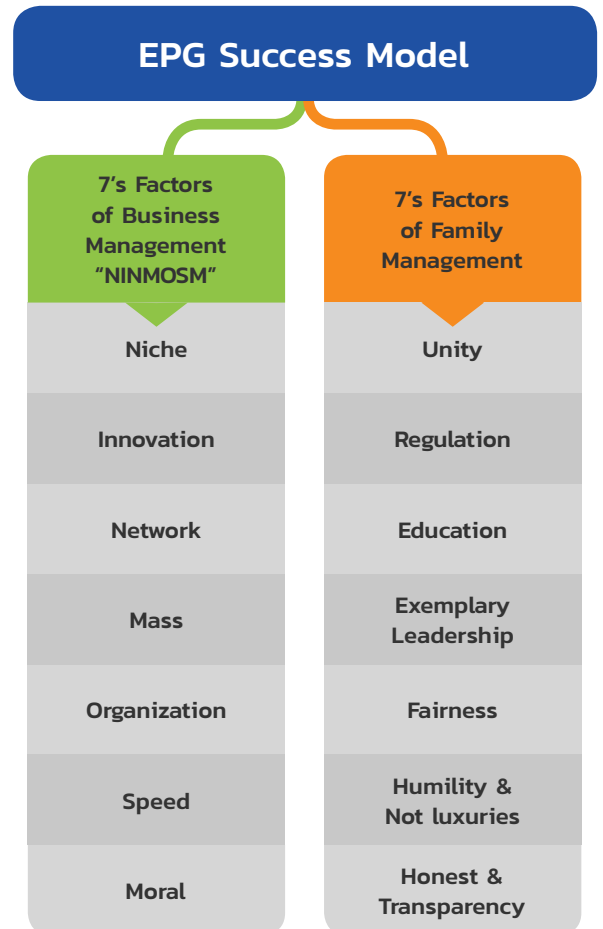 EPG Success Model
7's Factors
of Business
Management
"NINMOSM"
Niche
Innovation
Network
Mass
Organization
Speed
Moral
7's Factors
of Family
Management
Unity
Regulation
Education
Exemplary
Leadership
Fairness
Humility &
Not luxuries
Honest &
Transparency